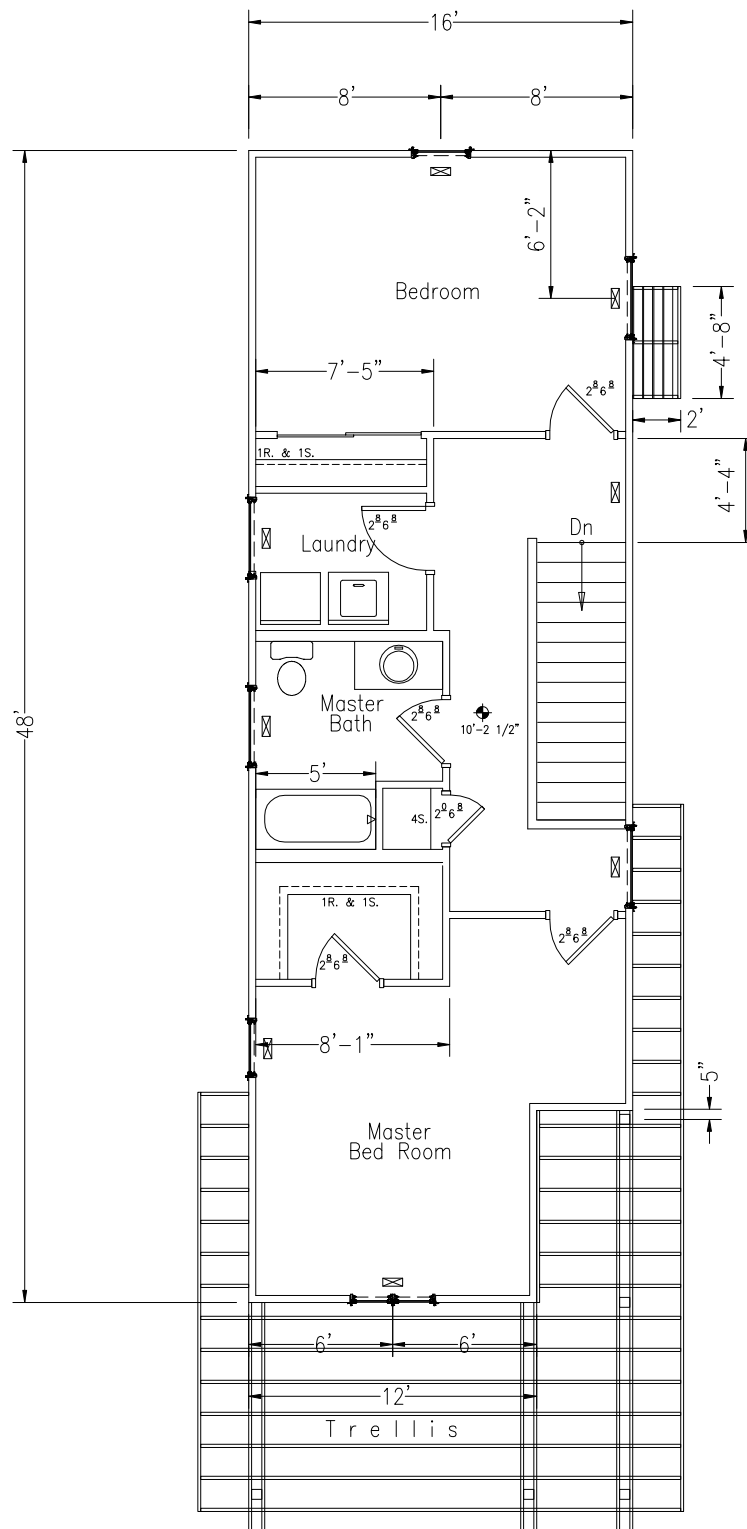 16'
8'
8'
6'-2"
Bedroom
4'-8"
7'-5"
2⁸6⁸
2'
1R. & 1S.
4'-4"
2⁸6⁸
Dn
Laundry
Master
Bath
2⁸6⁸
10'-2 1/2"
48'
5'
4S.
2⁰6⁸
1R. & 1S.
2⁸6⁸
2⁸6⁸
8'-1"
5"
Master
Bed Room
6'
6'
12'
Trellis